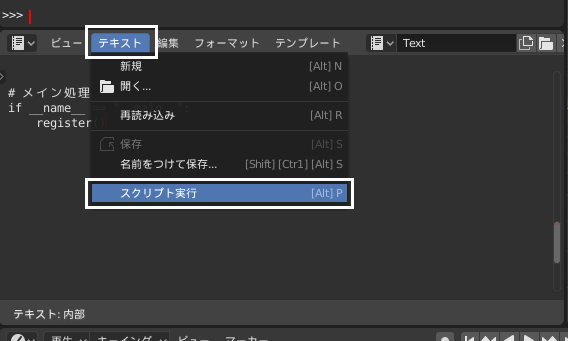 >>>
ビュー テキスト 編集 フォーマット テンプレート Text
新規 [Alt] N
開く... [Alt] O
# メイン処理
if __name__
register()
再読み込み [Alt] R
保存 [Alt] S
名前をつけて保存... [Shift] [Ctrl] [Alt] S
スクリプト実行 [Alt] P
テキスト: 内部
再生 キーイング ビュー マーカー